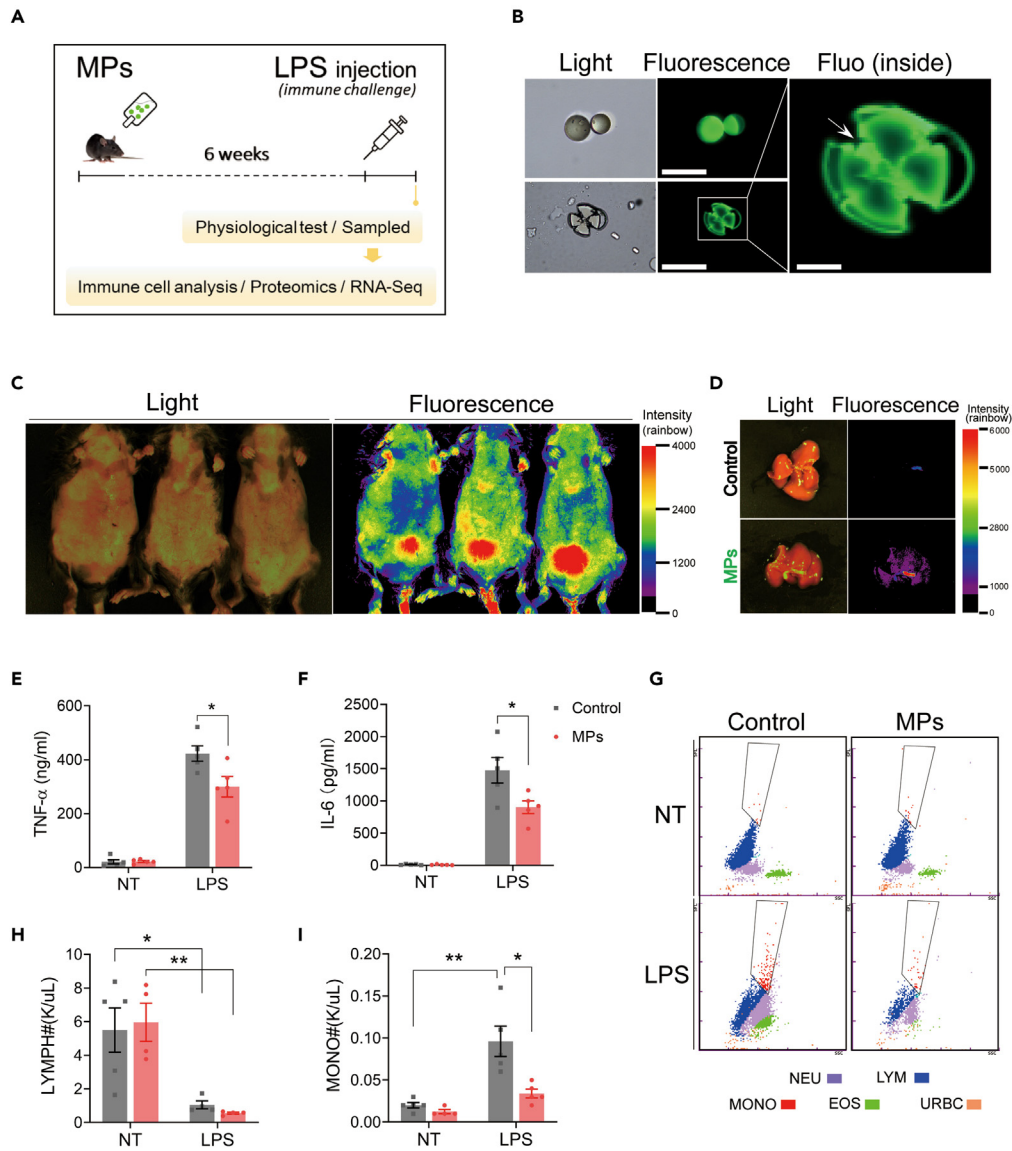 A
MPs
LPS injection
(immune challenge)
6 weeks
Physiological test / Sampled
Immune cell analysis / Proteomics / RNA-Seq
B
Light
Fluorescence
Fluo (inside)
C
Light
Fluorescence
Intensity
(rainbow)
4000
2400
1200
0
D
Light
Fluorescence
Intensity
(rainbow)
6000
5000
2800
1000
0
Control
MPs
E
TNF-α (ng/ml)
600
400
200
0
*
NT
LPS
F
IL-6 (pg/ml)
2500
2000
1500
1000
500
0
*
NT
LPS
Control
MPs
G
Control
MPs
NT
LPS
SSC
SSC
NEU
LYM
MONO
EOS
URBC
H
LYMPH#(K/uL)
10
8
6
4
2
0
*
**
NT
LPS
I
MONO#(K/uL)
0.20
0.15
0.10
0.05
0.00
**
*
NT
LPS